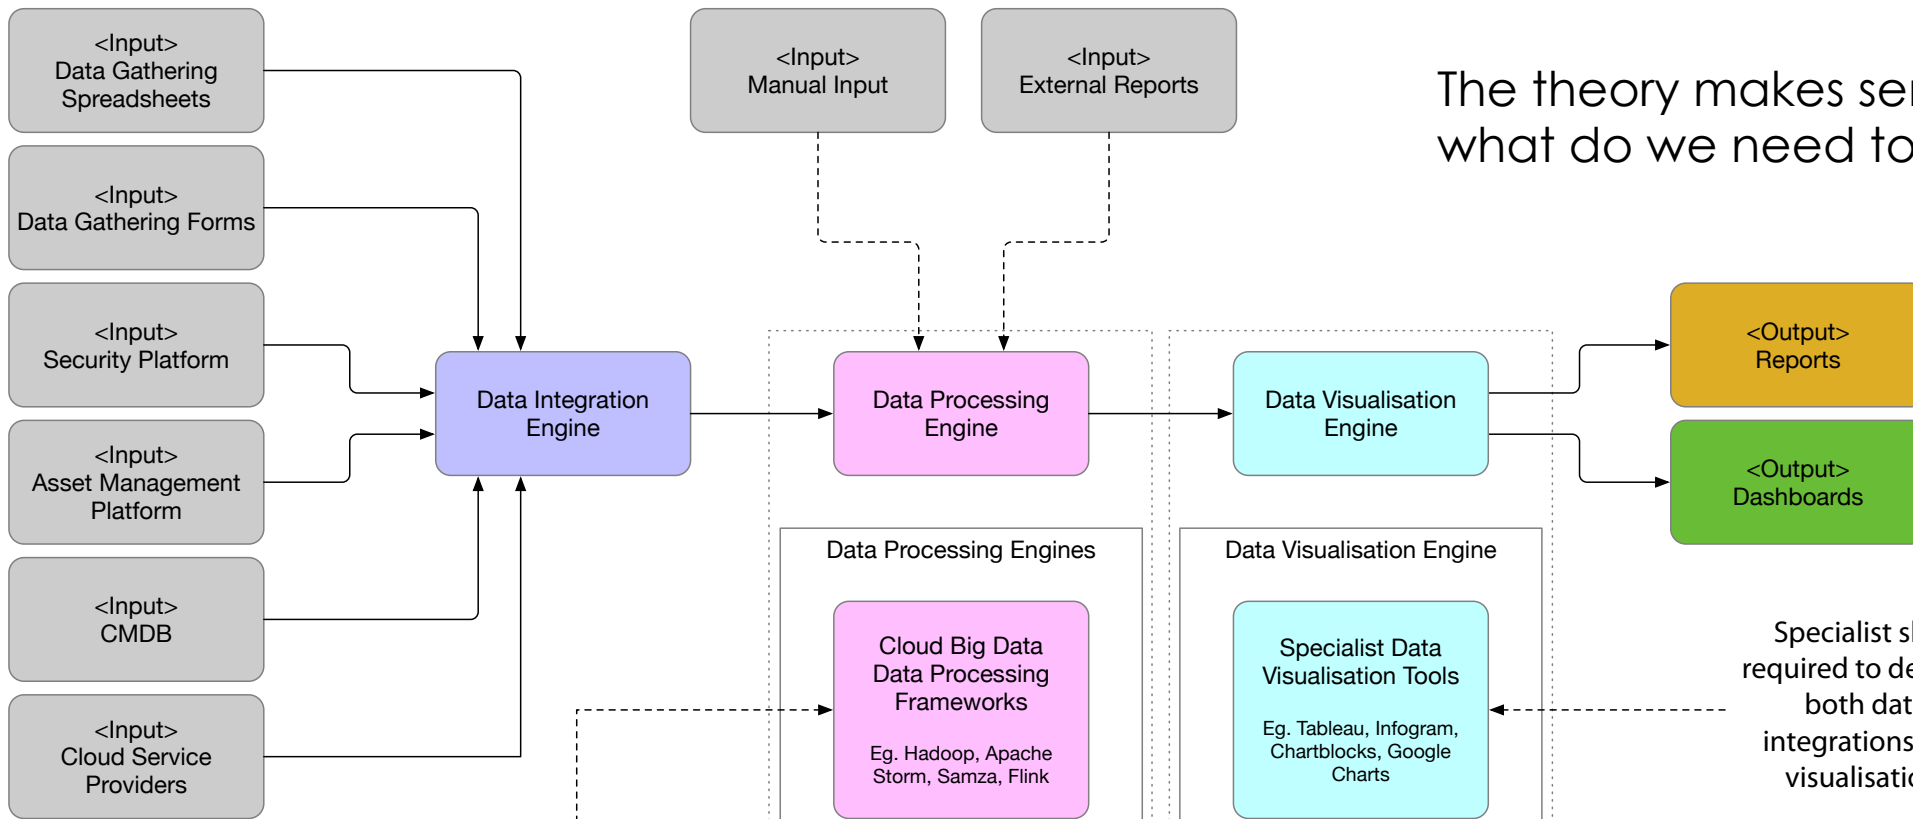 <Input>
Data Gathering
Spreadsheets
<Input>
Data Gathering Forms
<Input>
Security Platform
<Input>
Asset Management
Platform
<Input>
CMDB
<Input>
Cloud Service
Providers
<Input>
Manual Input
<Input>
External Reports
The theory makes
what do we need to
Data Integration
Engine
Data Processing
Engine
Data Visualisation
Engine
<Output>
Reports
<Output>
Dashboards
Data Processing Engines
Cloud Big Data
Data Processing
Frameworks
Eg. Hadoop, Apache
Storm, Samza, Flink
Data Visualisation Engine
Specialist Data
Visualisation Tools
Eg. Tableau, Infogram,
Chartblocks, Google
Charts
Specialist
required to
both
integrations